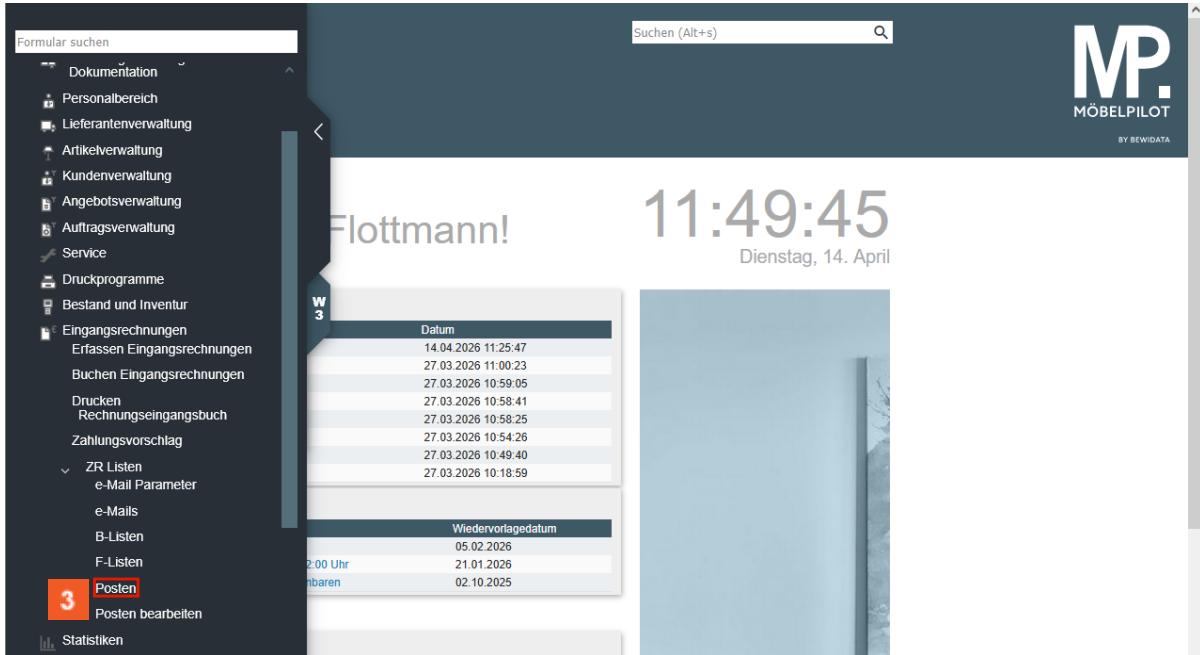 Formular suchen
Dokumentation
Personalbereich
Lieferantenverwaltung
Artikelverwaltung
Kundenverwaltung
Angebotsverwaltung
Auftragsverwaltung
Service
Druckprogramme
Bestand und Inventur
Eingangsrechnungen
Erfassen Eingangsrechnungen
Buchen Eingangsrechnungen
Drucken
Rechnungseingangsbuch
Zahlungsvorschlag
ZR Listen
e-Mail Parameter
e-Mails
B-Listen
F-Listen
3
Posten
Posten bearbeiten
Statistiken
W
3
Suchen (Alt+s)
MP.
MÖBELPILOT
BY BEWIDATA
Flottmann!
11:49:45
Dienstag, 14. April
Datum
14.04.2026 11:25:47
27.03.2026 11:00:23
27.03.2026 10:59:05
27.03.2026 10:58:41
27.03.2026 10:58:25
27.03.2026 10:54:26
27.03.2026 10:49:40
27.03.2026 10:18:59
Wiedervorlagedatum
05.02.2026
2:00 Uhr 21.01.2026
nbaren 02.10.2025